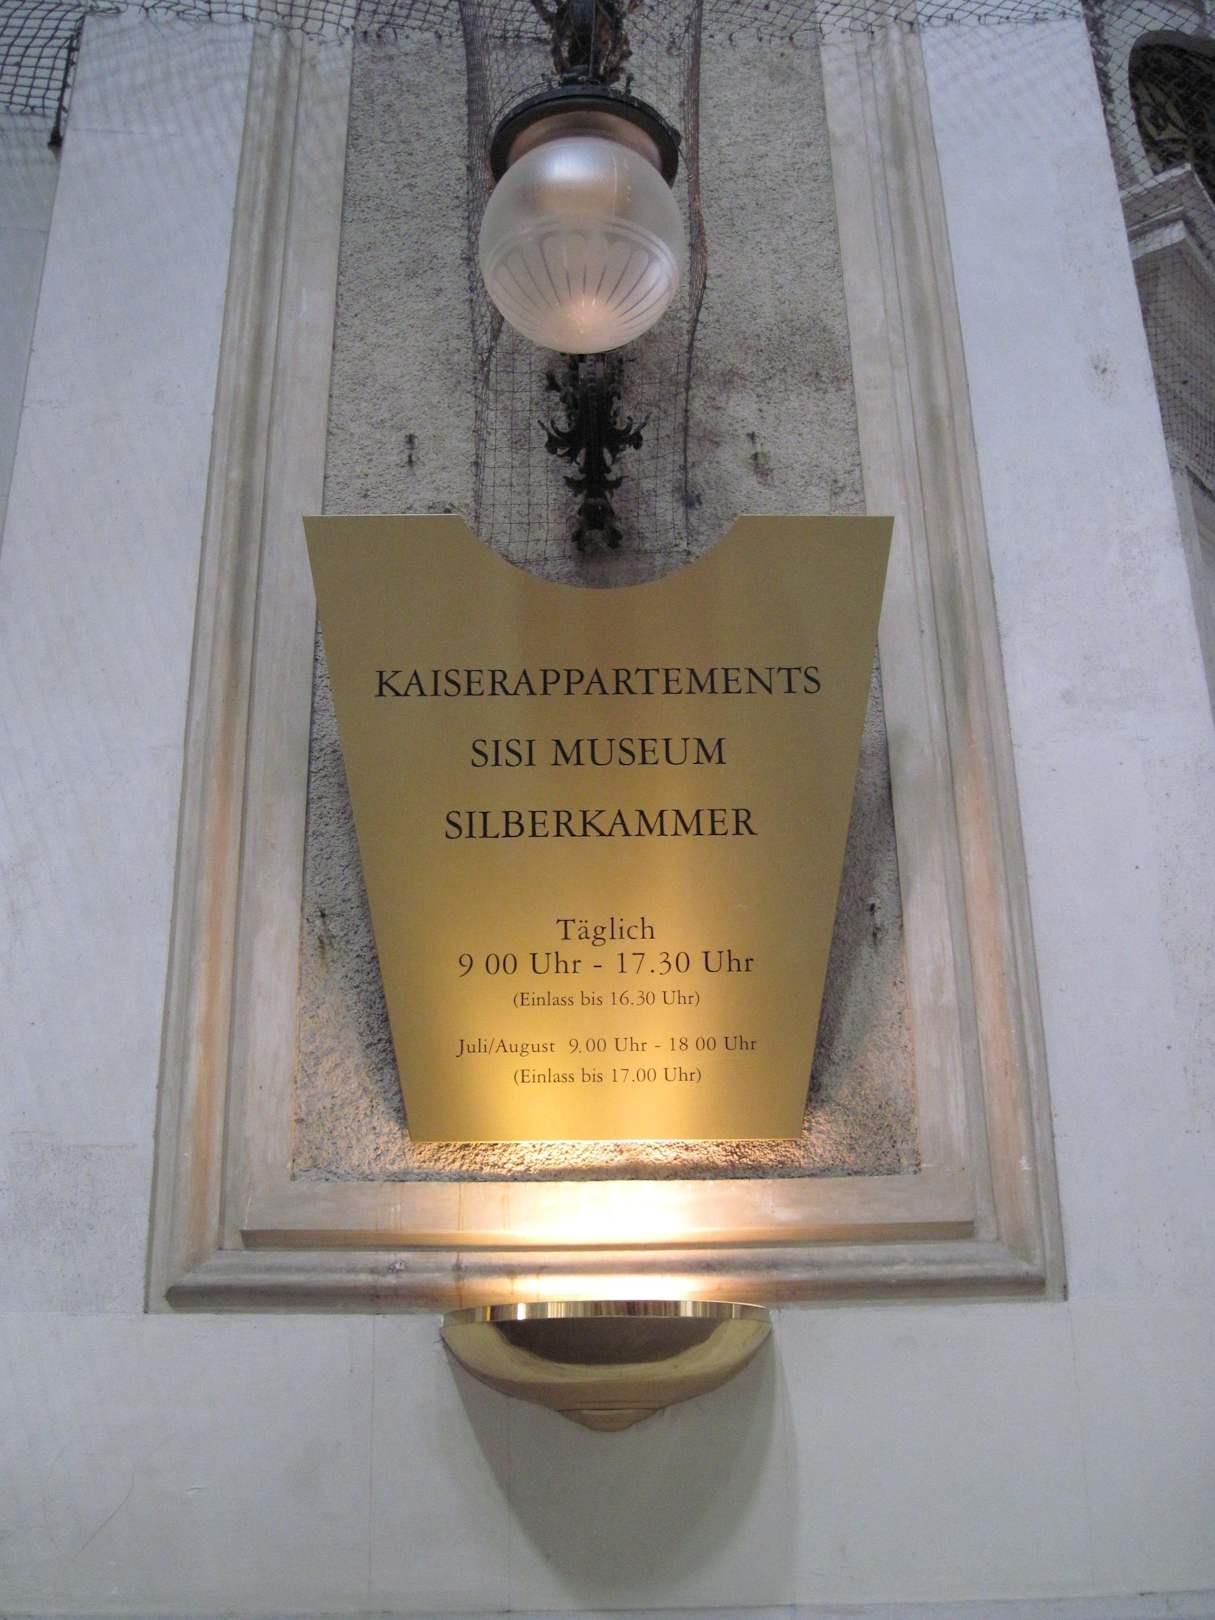 KAISERAPPARTEMENTS
SISI MUSEUM
SILBERKAMMER
Täglich
9 00 Uhr - 17.30 Uhr
(Einlass bis 16.30 Uhr)
Juli/August 9.00 Uhr - 18 00 Uhr
(Einlass bis 17.00 Uhr)